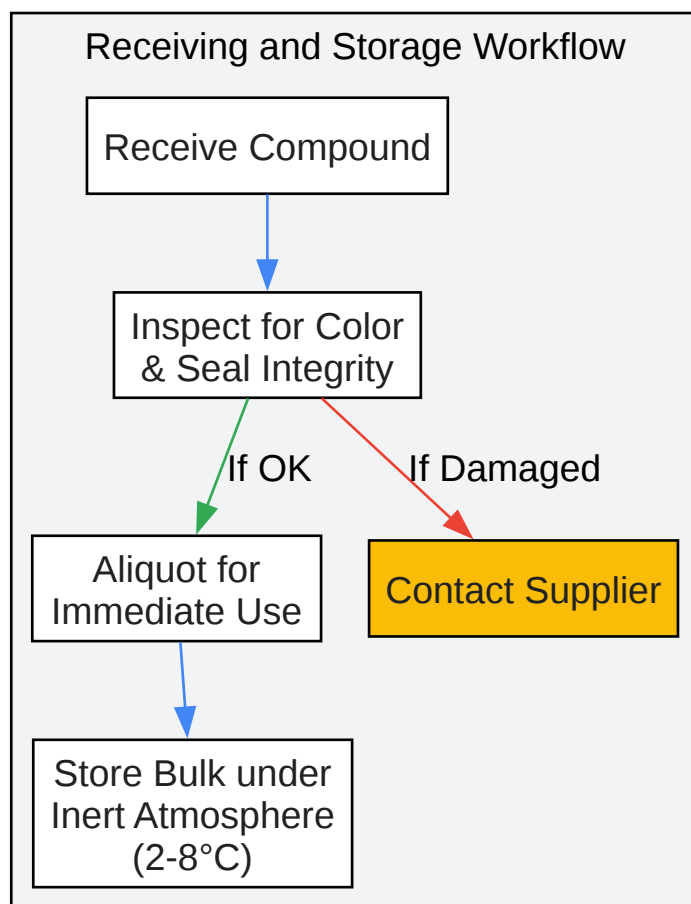 Receiving and Storage Workflow
Receive Compound
Inspect for Color
& Seal Integrity
If OK
If Damaged
Aliquot for
Immediate Use
Contact Supplier
Store Bulk under
Inert Atmosphere
(2-8°C)